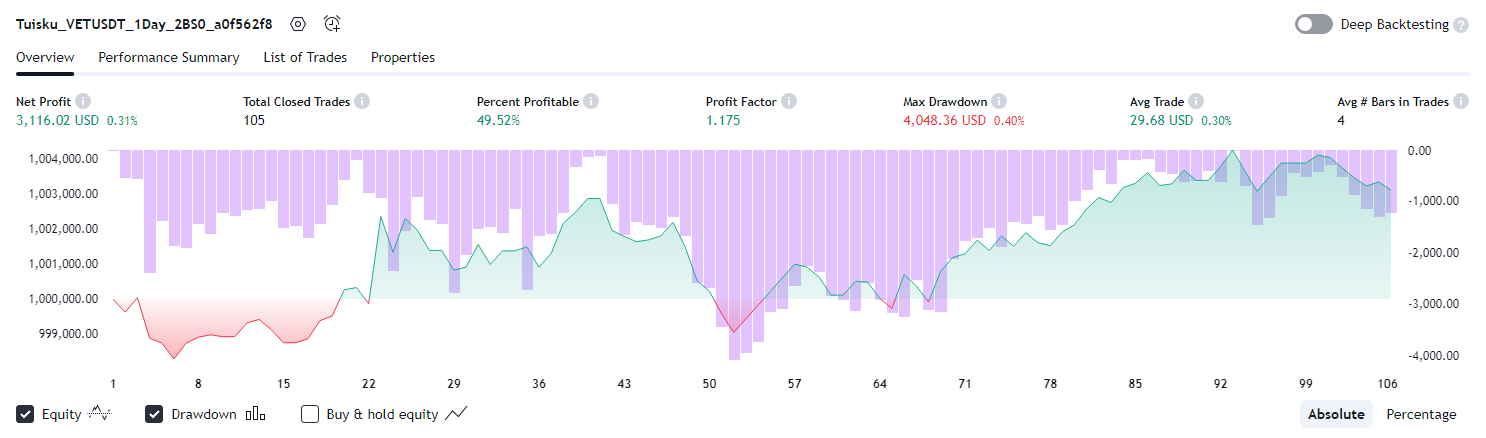 Tuisku_VETUSDT_1Day_2BS0_a0f562f8
Deep Backtesting ?
Overview Performance Summary List of Trades Properties
Net Profit i Total Closed Trades i Percent Profitable i Profit Factor i Max Drawdown i Avg Trade i Avg # Bars in Trades i
3,116.02 USD 0.31% 105 49.52% 1.175 4,048.36 USD 0.40% 29.68 USD 0.30% 4
1,004,000.00 0.00
1,003,000.00 -1,000.00
1,002,000.00
-2,000.00
1,001,000.00
1,000,000.00 -3,000.00
999,000.00
-4,000.00
1 8 15 22 29 36 43 50 57 64 71 78 85 92 99 106
Equity Drawdown Buy & hold equity Absolute Percentage